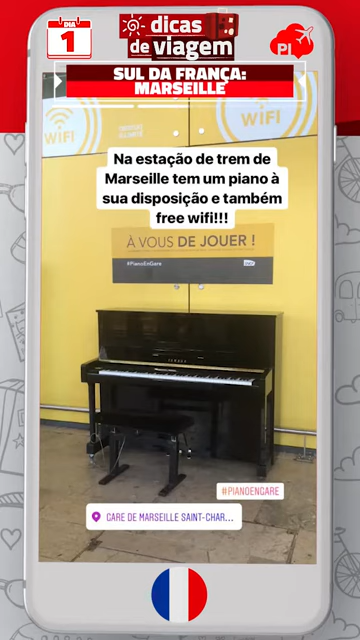 DIA
1
dicas
de viagem
PI
SUL DA FRANÇA:
MARSEILLE
WIFI
WIFI
Na estação de trem de
Marseille tem um piano à
sua disposição e também
free wifi!!!
À VOUS DE JOUER !
#PianoEnGare
SNCF
YAMAHA
#PIANOENGARE
GARE DE MARSEILLE SAINT-CHAR...